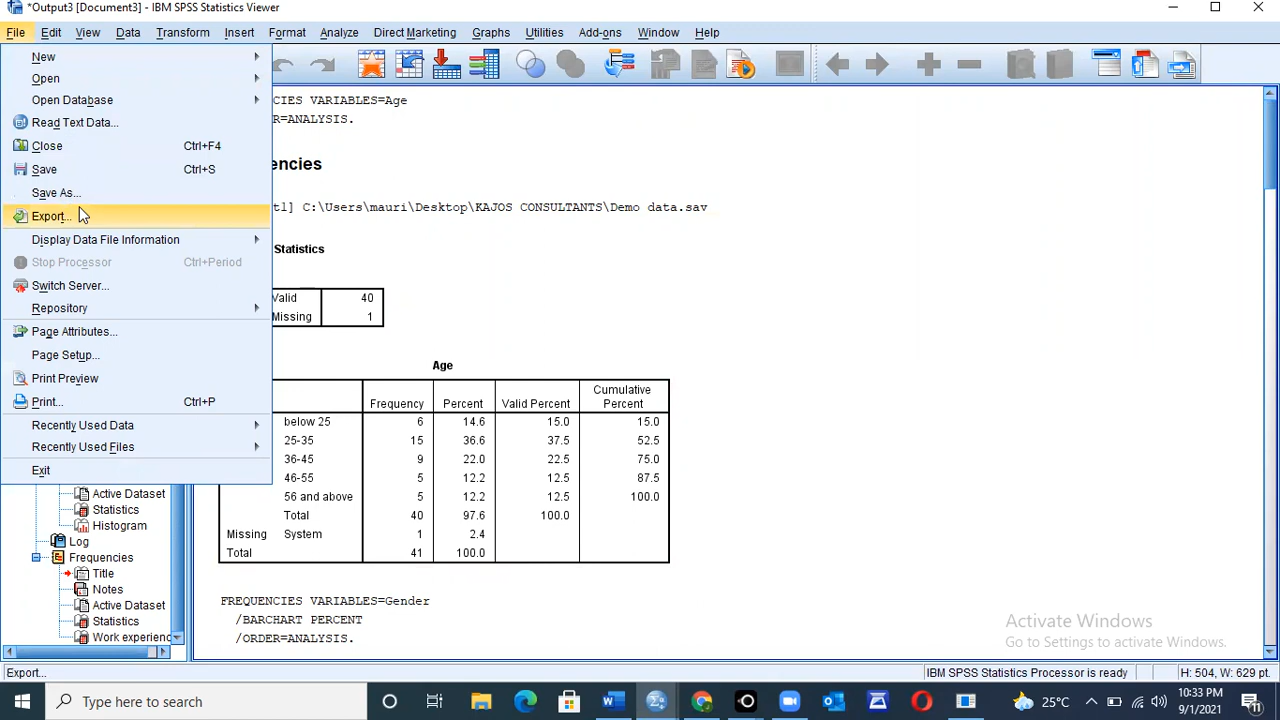 *Output3 [Document3] - IBM SPSS Statistics Viewer
File Edit View Data Transform Insert Format Analyze Direct Marketing Graphs Utilities Add-ons Window Help
New
Open
Open Database
Read Text Data...
Close Ctrl+F4
Save Ctrl+S
Save As...
Export...
Display Data File Information
Stop Processor Ctrl+Period
Switch Server...
Repository
Page Attributes...
Page Setup...
Print Preview
Print... Ctrl+P
Recently Used Data
Recently Used Files
Exit
Active Dataset
Statistics
Histogram
Log
Frequencies
Title
Notes
Active Dataset
Statistics
Work experienc
CIES VARIABLES=Age
R=ANALYSIS.
encies
t1] C:\Users\mauri\Desktop\KAJOS CONSULTANTS\Demo data.sav
Statistics
Valid 40
Missing 1
Age
Frequency Percent Valid Percent Cumulative Percent
below 25 6 14.6 15.0 15.0
25-35 15 36.6 37.5 52.5
36-45 9 22.0 22.5 75.0
46-55 5 12.2 12.5 87.5
56 and above 5 12.2 12.5 100.0
Total 40 97.6 100.0
Missing System 1 2.4
Total 41 100.0
FREQUENCIES VARIABLES=Gender
/BARCHART PERCENT
/ORDER=ANALYSIS.
Activate Windows
Go to Settings to activate Windows.
Export... IBM SPSS Statistics Processor is ready H: 504, W: 629 pt.
Type here to search
25°C
10:33 PM
9/1/2021
11